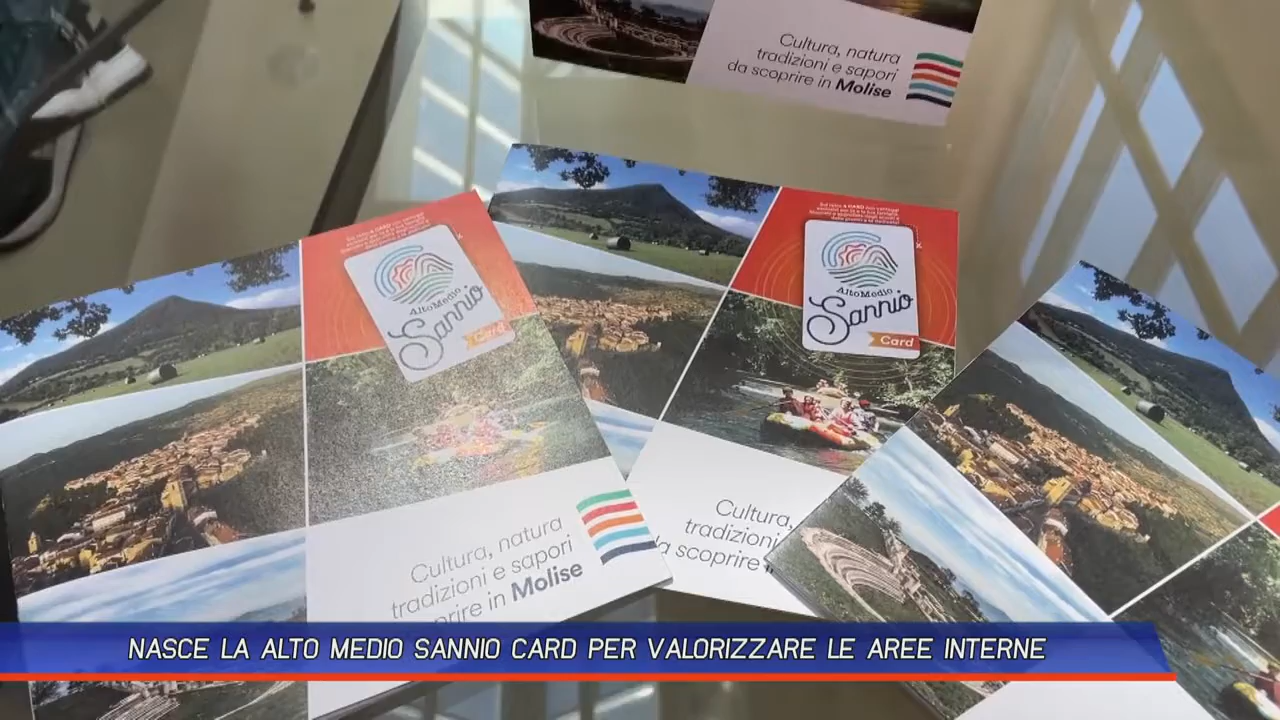 Cultura, natura
tradizioni e sapori
da scoprire in Molise
AltoMedio
Sannio
Card
AltoMedio
Sannio
Card
Cultura, natura
tradizioni e sapori
scoprire in Molise
Cultura,
tradizioni
da scoprire
NASCE LA ALTO MEDIO SANNIO CARD PER VALORIZZARE LE AREE INTERNE